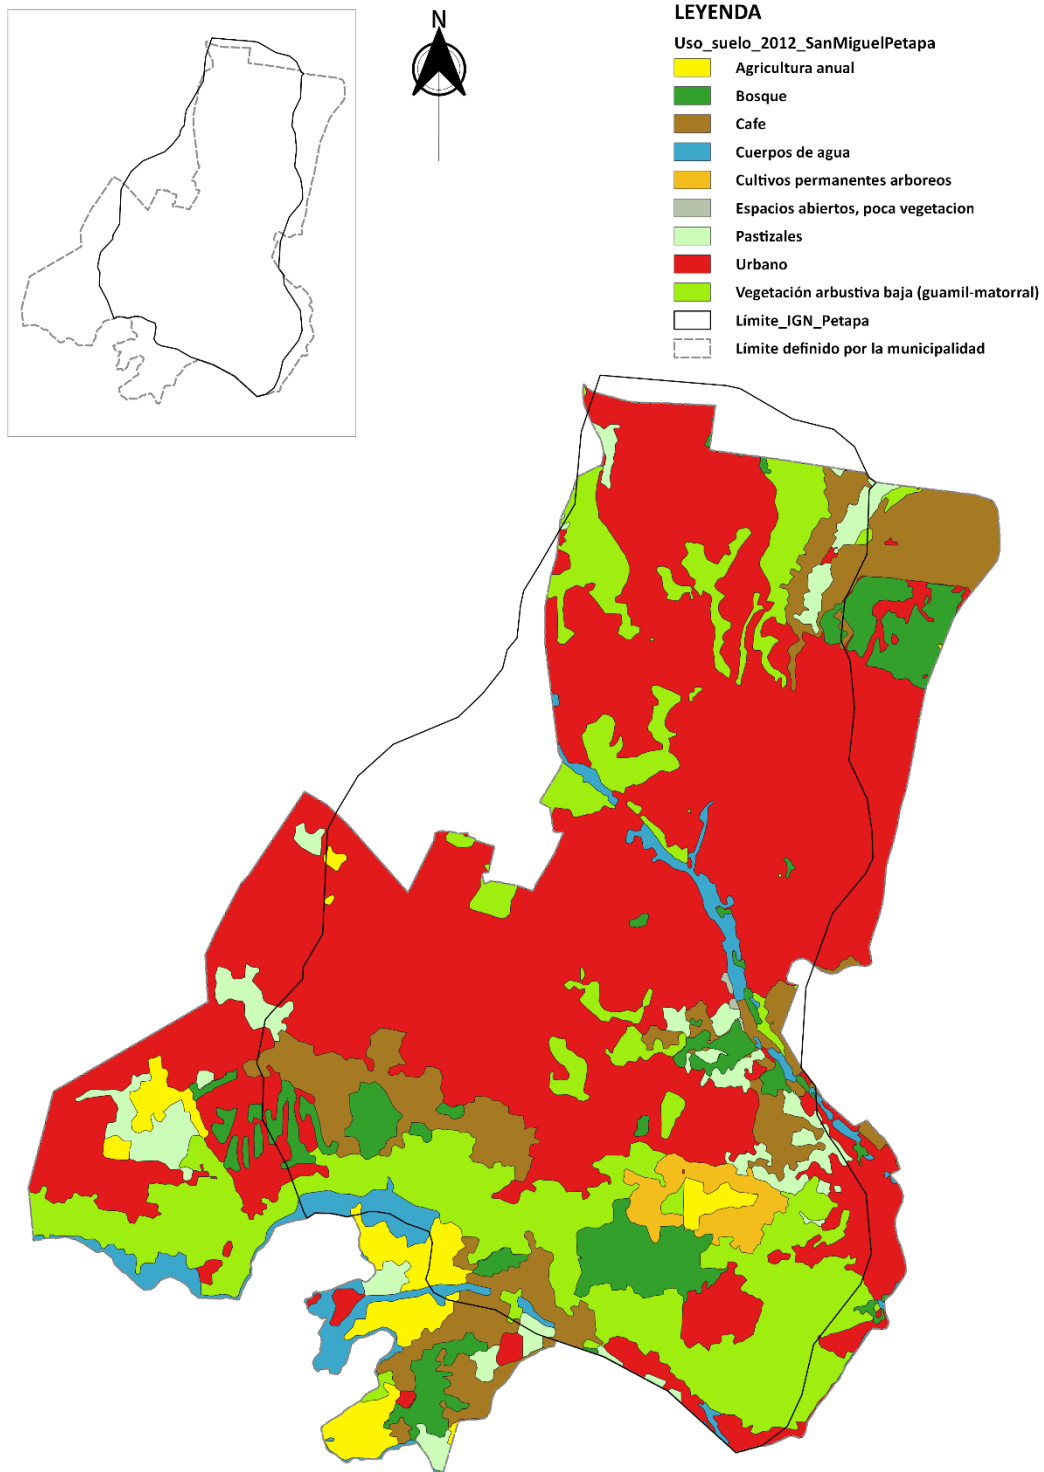 N
LEYENDA
Uso_suelo_2012_SanMiguelPetapa
Agricultura anual
Bosque
Cafe
Cuerpos de agua
Cultivos permanentes arboreos
Espacios abiertos, poca vegetacion
Pastizales
Urbano
Vegetación arbustiva baja (guamil-matorral)
Límite_IGN_Petapa
Límite definido por la municipalidad